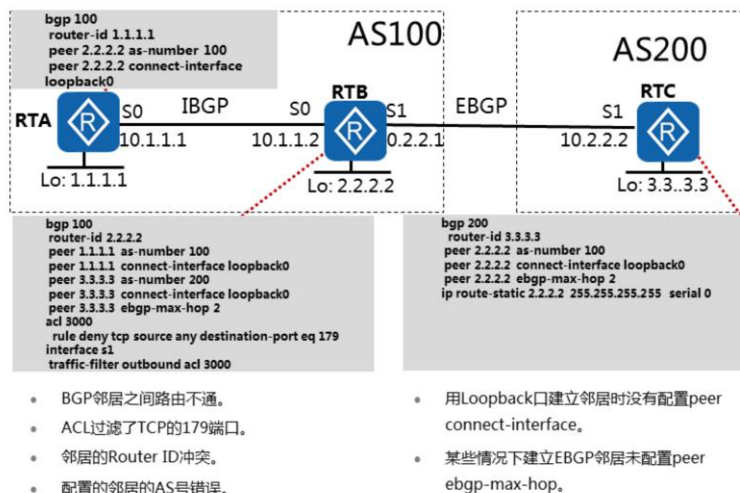 bgp 100
router-id 1.1.1.1
peer 2.2.2.2 as-number 100
peer 2.2.2.2 connect-interface
loopback0
AS100
AS200
RTA
S0
IBGP
S0
RTB
S1
EBGP
S1
RTC
R
R
R
10.1.1.1
10.1.1.2
0.2.2.1
10.2.2.2
Lo: 1.1.1.1
Lo: 2.2.2.2
Lo: 3.3..3.3
bgp 100
router-id 2.2.2.2
peer 1.1.1.1 as-number 100
peer 1.1.1.1 connect-interface loopback0
peer 3.3.3.3 as-number 200
peer 3.3.3.3 connect-interface loopback0
peer 3.3.3.3 ebgp-max-hop 2
acl 3000
rule deny tcp source any destination-port eq 179
interface s1
traffic-filter outbound acl 3000
bgp 200
router-id 3.3.3.3
peer 2.2.2.2 as-number 100
peer 2.2.2.2 connect-interface loopback0
peer 2.2.2.2 ebgp-max-hop 2
ip route-static 2.2.2.2 255.255.255.255 serial 0
• BGP邻居之间路由不通。
• ACL过滤了TCP的179端口。
• 邻居的Router ID冲突。
• 配置的邻居的AS号错误。
• 用Loopback口建立邻居时没有配置peer
connect-interface。
• 某些情况下建立EBGP邻居未配置peer
ebgp-max-hop。